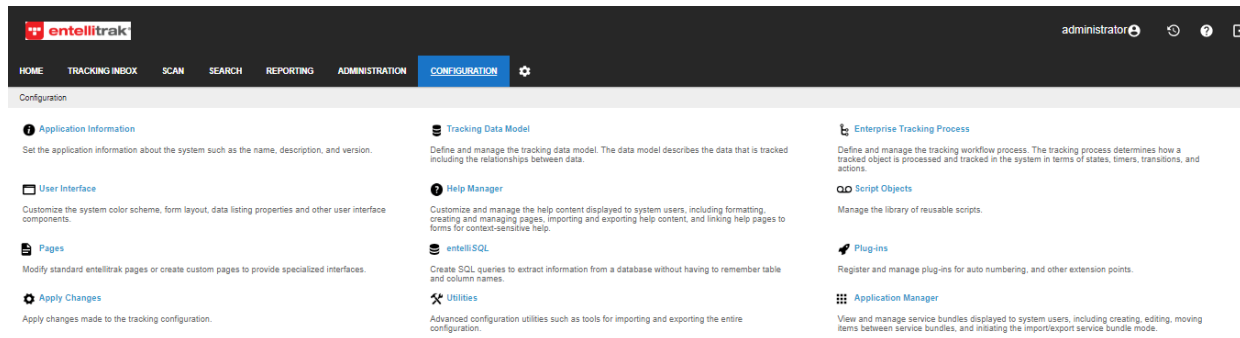 entellitrak
administrator
HOME TRACKING INBOX SCAN SEARCH REPORTING ADMINISTRATION CONFIGURATION
Configuration
Application Information
Set the application information about the system such as the name, description, and version.
Tracking Data Model
Define and manage the tracking data model. The data model describes the data that is tracked
including the relationships between data.
Enterprise Tracking Process
Define and manage the tracking workflow process. The tracking process determines how a
tracked object is processed and tracked in the system in terms of states, timers, transitions, and
actions.
User Interface
Customize the system color scheme, form layout, data listing properties and other user interface
components.
Help Manager
Customize and manage the help content displayed to system users, including formatting,
creating and managing pages, importing and exporting help content, and linking help pages to
forms for context-sensitive help.
Script Objects
Manage the library of reusable scripts.
Pages
Modify standard entellitrak pages or create custom pages to provide specialized interfaces.
entelliSQL
Create SQL queries to extract information from a database without having to remember table
and column names.
Plug-ins
Register and manage plug-ins for auto numbering, and other extension points.
Apply Changes
Apply changes made to the tracking configuration.
Utilities
Advanced configuration utilities such as tools for importing and exporting the entire
configuration.
Application Manager
View and manage service bundles displayed to system users, including creating, editing, moving
items between service bundles, and initiating the import/export service bundle mode.